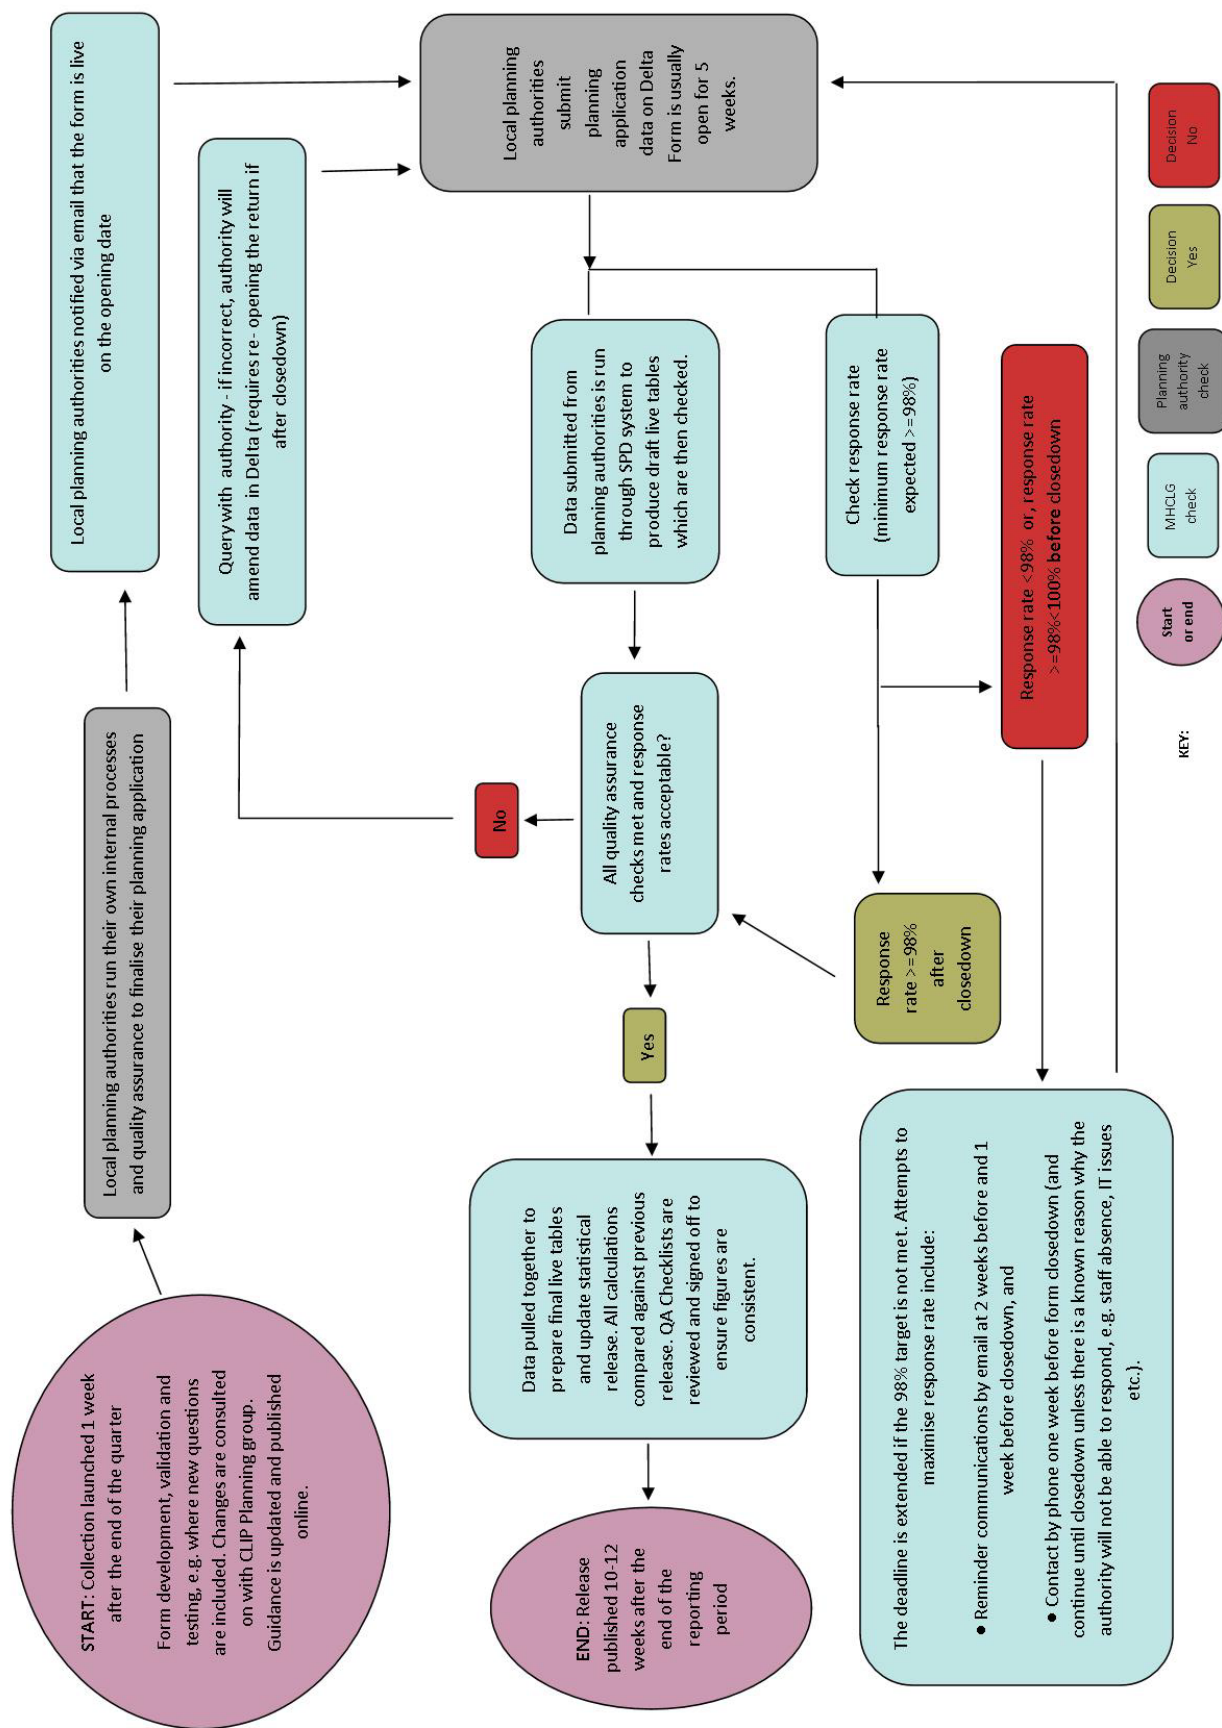 START: Collection launched 1 week
after the end of the quarter
Form development, validation and
testing, e.g. where new questions
are included. Changes are consulted
on with CLIP Planning group.
Guidance is updated and published
online.
Local planning authorities run their own internal processes
and quality assurance to finalise their planning application
Local planning authorities notified via email that the form is live
on the opening date
Query with authority - if incorrect, authority will
amend data in Delta (requires re - opening the return if
after closedown)
Local planning
authorities
submit
planning
application
data on Delta
Form is usually
open for 5
weeks.
Data submitted from
planning authorities is run
through SPD system to
produce draft live tables
which are then checked.
All quality assurance
checks met and response
rates acceptable?
No
Yes
Data pulled together to
prepare final live tables
and update statistical
release. All calculations
compared against previous
release. QA Checklists are
reviewed and signed off to
ensure figures are
consistent.
END: Release
published 10-12
weeks after the
end of the
reporting
period
Check response rate
(minimum response rate
expected >=98%)
Response
rate >=98%
after
closedown
Response rate <98% or, response rate
>=98%<100% before closedown
The deadline is extended if the 98% target is not met. Attempts to
maximise response rate include:
● Reminder communications by email at 2 weeks before and 1
week before closedown, and
● Contact by phone one week before form closedown (and
continue until closedown unless there is a known reason why the
authority will not be able to respond, e.g. staff absence, IT issues
etc.).
KEY:
Start
or end
MHCLG
check
Planning
authority
check
Decision
Yes
Decision
No